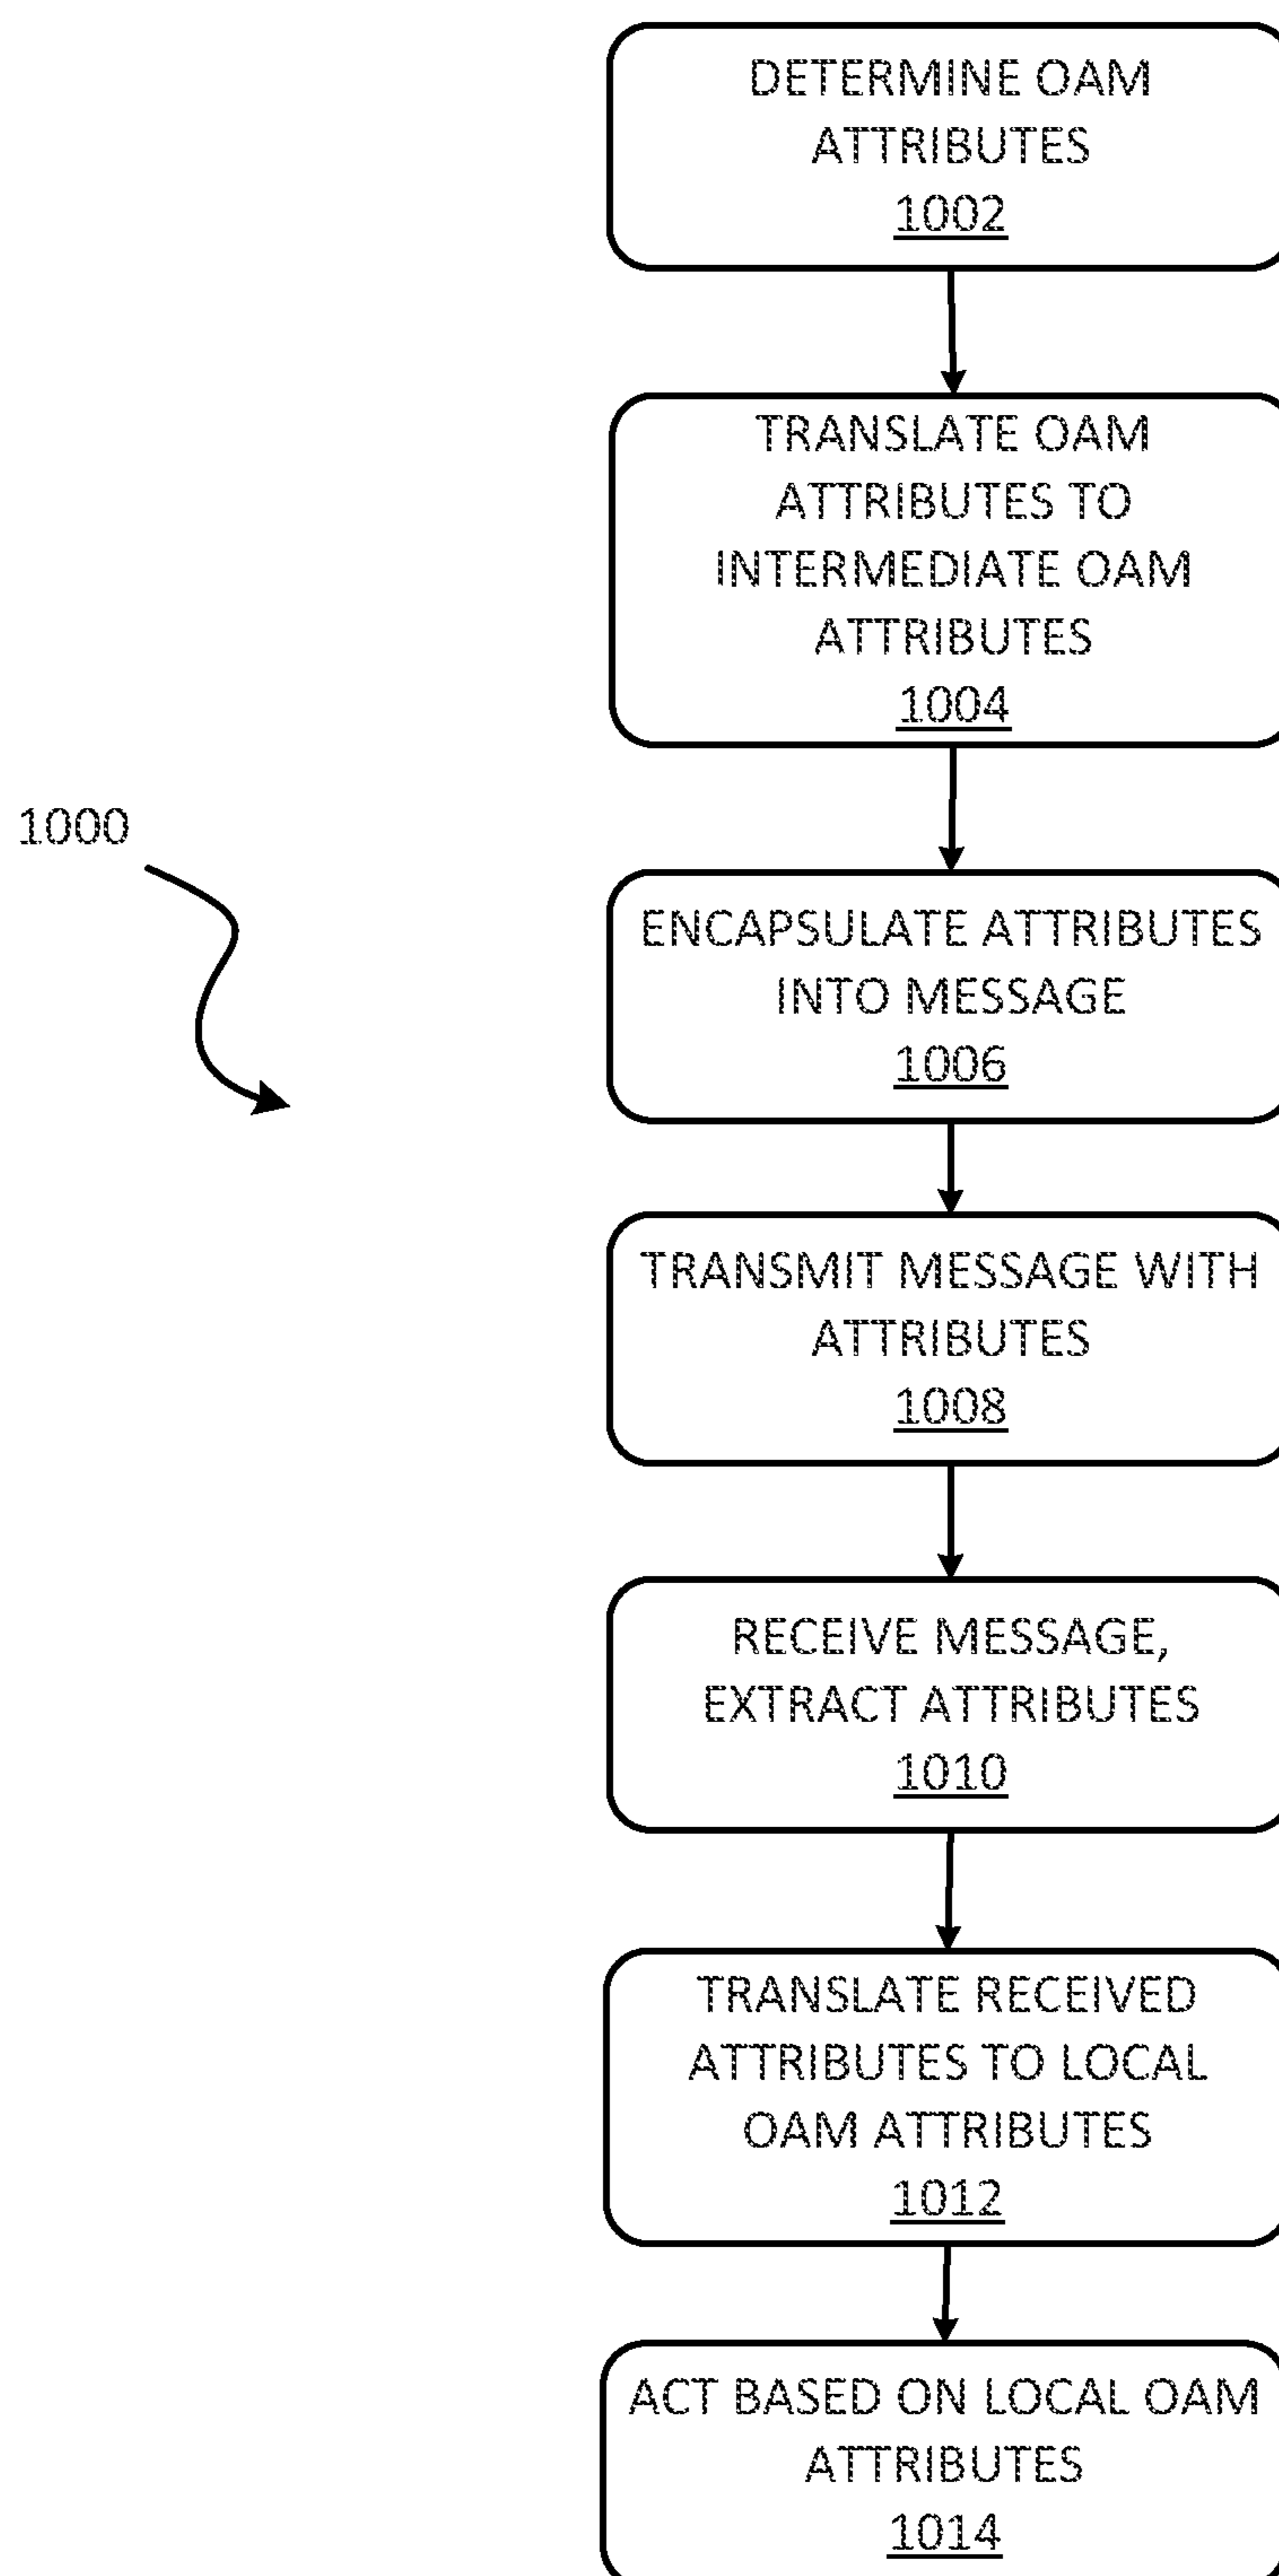 DETERMINE OAM
ATTRIBUTES
1002
TRANSLATE OAM
ATTRIBUTES TO
INTERMEDIATE OAM
ATTRIBUTES
1004
1000
ENCAPSULATE ATTRIBUTES
INTO MESSAGE
1006
TRANSMIT MESSAGE WITH
ATTRIBUTES
1008
RECEIVE MESSAGE,
EXTRACT ATTRIBUTES
1010
TRANSLATE RECEIVED
ATTRIBUTES TO LOCAL
OAM ATTRIBUTES
1012
ACT BASED ON LOCAL OAM
ATTRIBUTES
1014